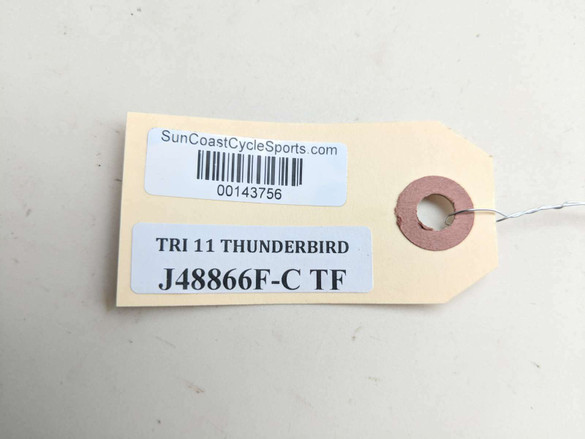 SunCoastCycleSports.com
00143756
TRI 11 THUNDERBIRD
J48866F-C TF